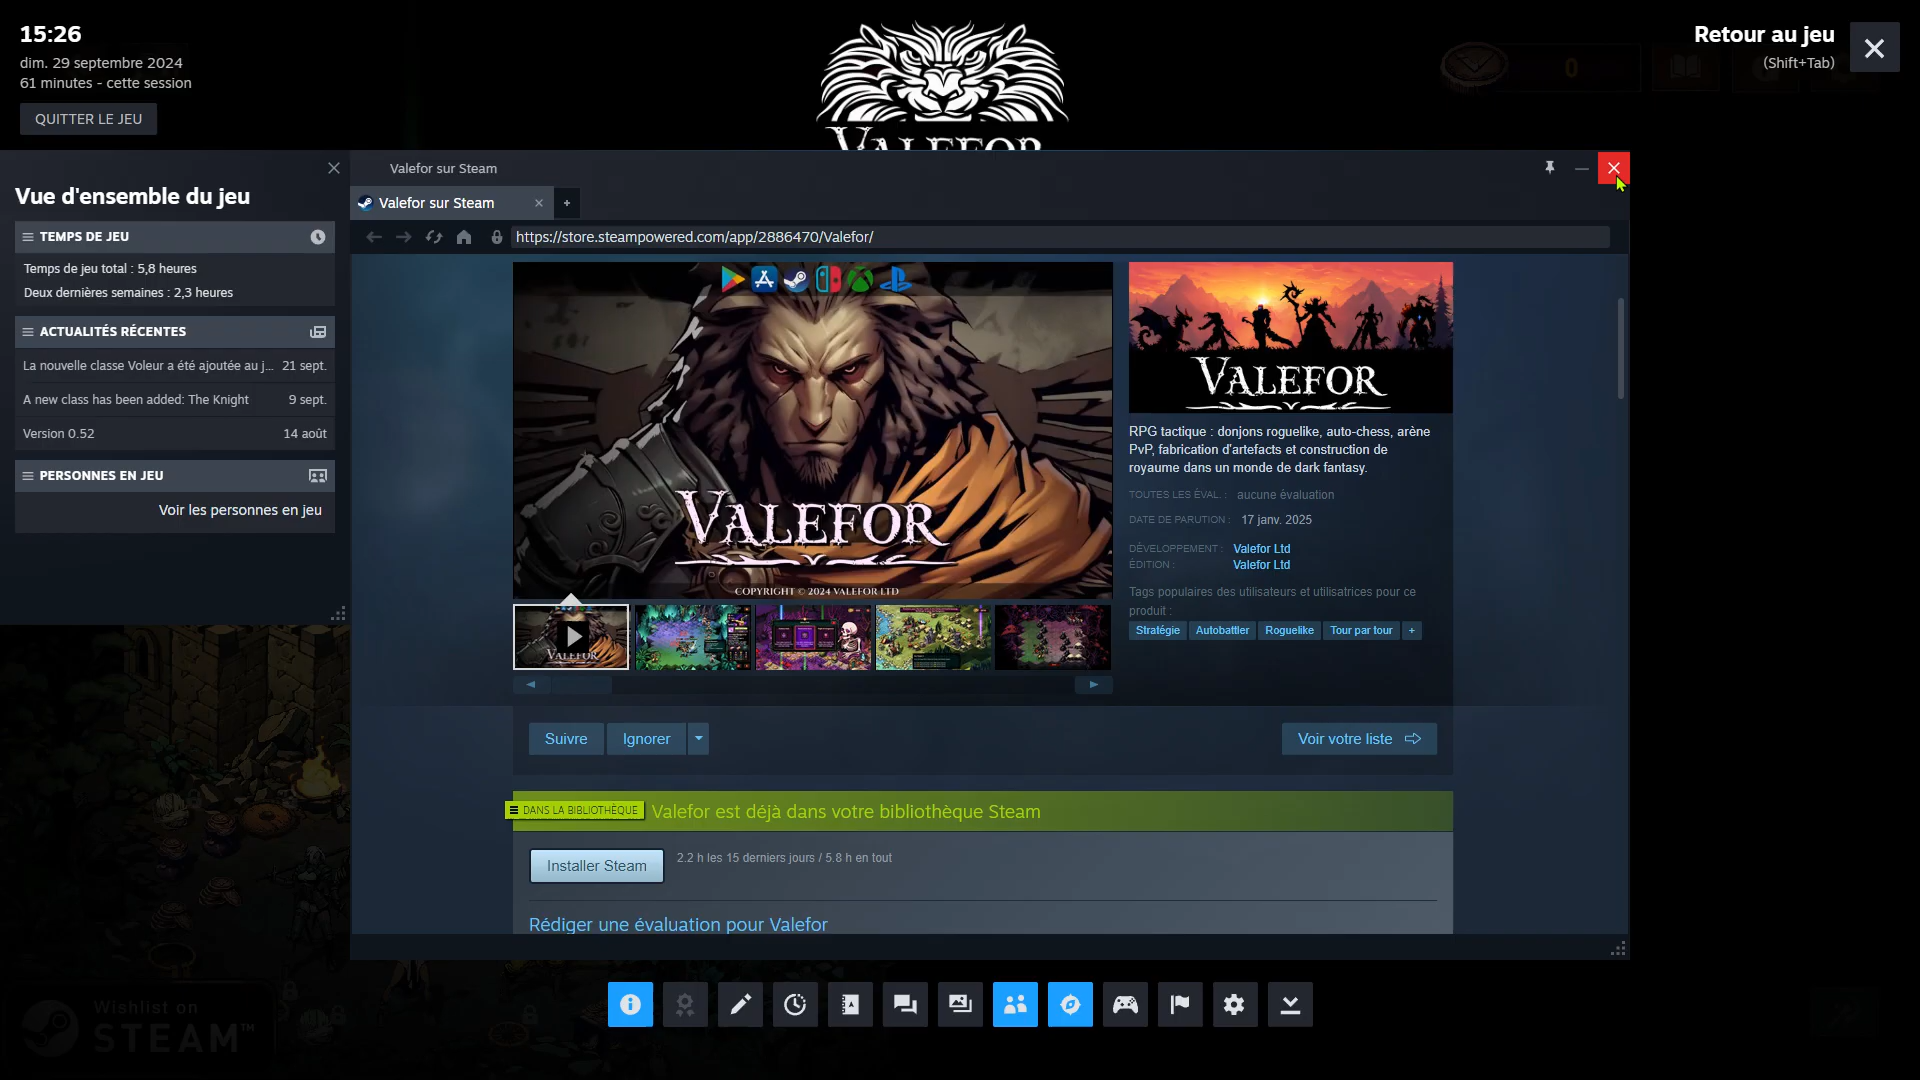 15:26
dim. 29 septembre 2024
61 minutes - cette session
QUITTER LE JEU
VALEFOR
0
Retour au jeu
(Shift+Tab)
Vue d'ensemble du jeu
TEMPS DE JEU
Temps de jeu total : 5,8 heures
Deux dernières semaines : 2,3 heures
ACTUALITÉS RÉCENTES
La nouvelle classe Voleur a été ajoutée au j... 21 sept.
A new class has been added: The Knight 9 sept.
Version 0.52 14 août
PERSONNES EN JEU
Voir les personnes en jeu
Valefor sur Steam
Valefor sur Steam
https://store.steampowered.com/app/2886470/Valefor/
VALEFOR
COPYRIGHT © 2024 VALEFOR LTD
VALEFOR
VALEFOR
RPG tactique : donjons roguelike, auto-chess, arène
PvP, fabrication d'artefacts et construction de
royaume dans un monde de dark fantasy.
TOUTES LES ÉVAL. : aucune évaluation
DATE DE PARUTION : 17 janv. 2025
DÉVELOPPEMENT : Valefor Ltd
ÉDITION : Valefor Ltd
Tags populaires des utilisateurs et utilisatrices pour ce
produit :
Stratégie Autobattler Roguelike Tour par tour +
Suivre Ignorer
Voir votre liste
DANS LA BIBLIOTHÈQUE Valefor est déjà dans votre bibliothèque Steam
Installer Steam
2.2 h les 15 derniers jours / 5.8 h en tout
Rédiger une évaluation pour Valefor
Wishlist on
STEAM™